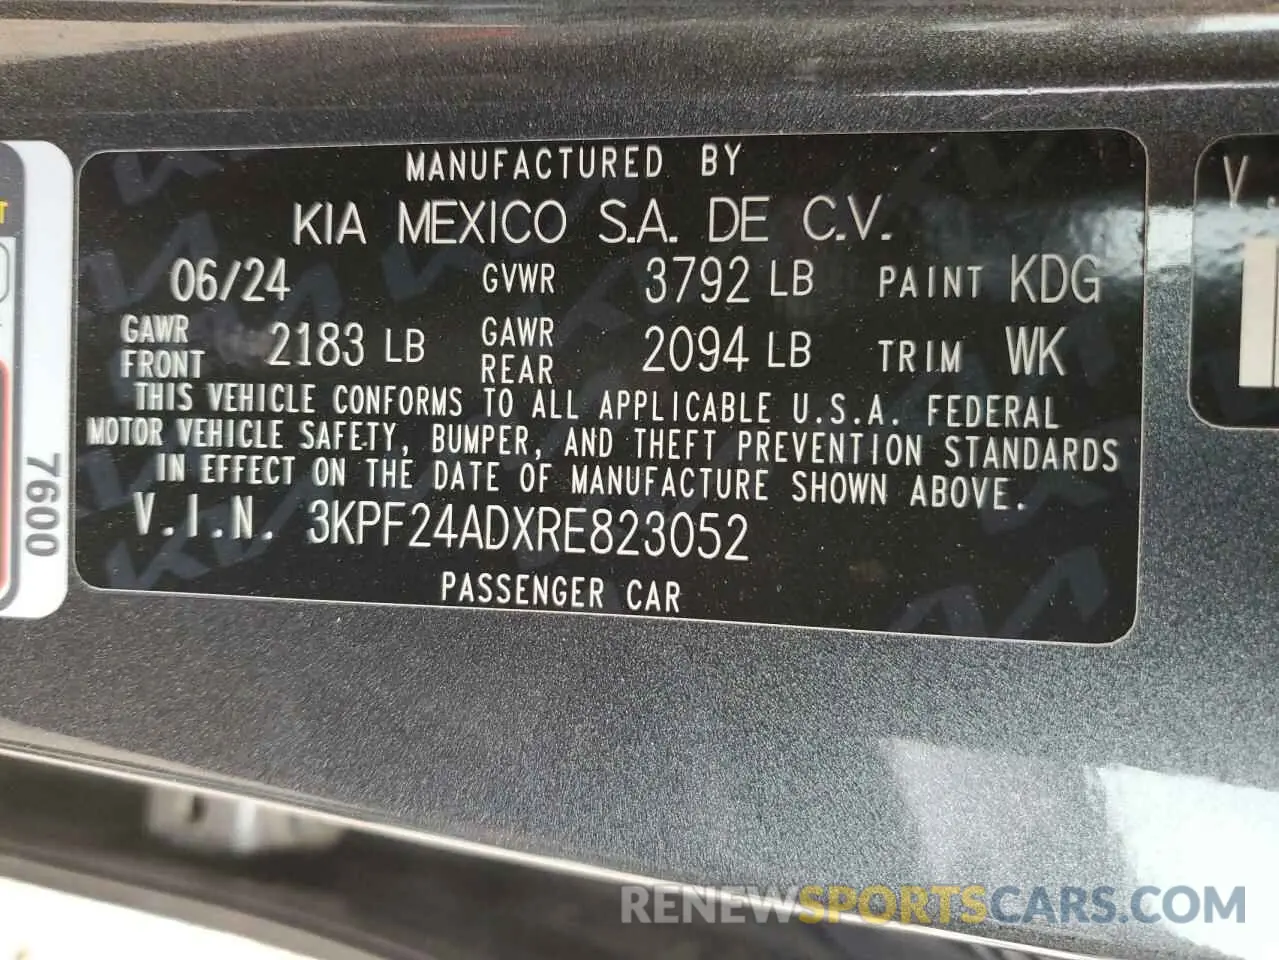 MANUFACTURED BY
KIA MEXICO S.A. DE C.V.
06/24 GVWR 3792 LB PAINT KDG
GAWR FRONT 2183 LB GAWR REAR 2094 LB TRIM WK
THIS VEHICLE CONFORMS TO ALL APPLICABLE U.S.A. FEDERAL
MOTOR VEHICLE SAFETY, BUMPER, AND THEFT PREVENTION STANDARDS
IN EFFECT ON THE DATE OF MANUFACTURE SHOWN ABOVE.
V.I.N. 3KPF24ADXRE823052
PASSENGER CAR
7600
V.
RENEWSPORTSCARS.COM